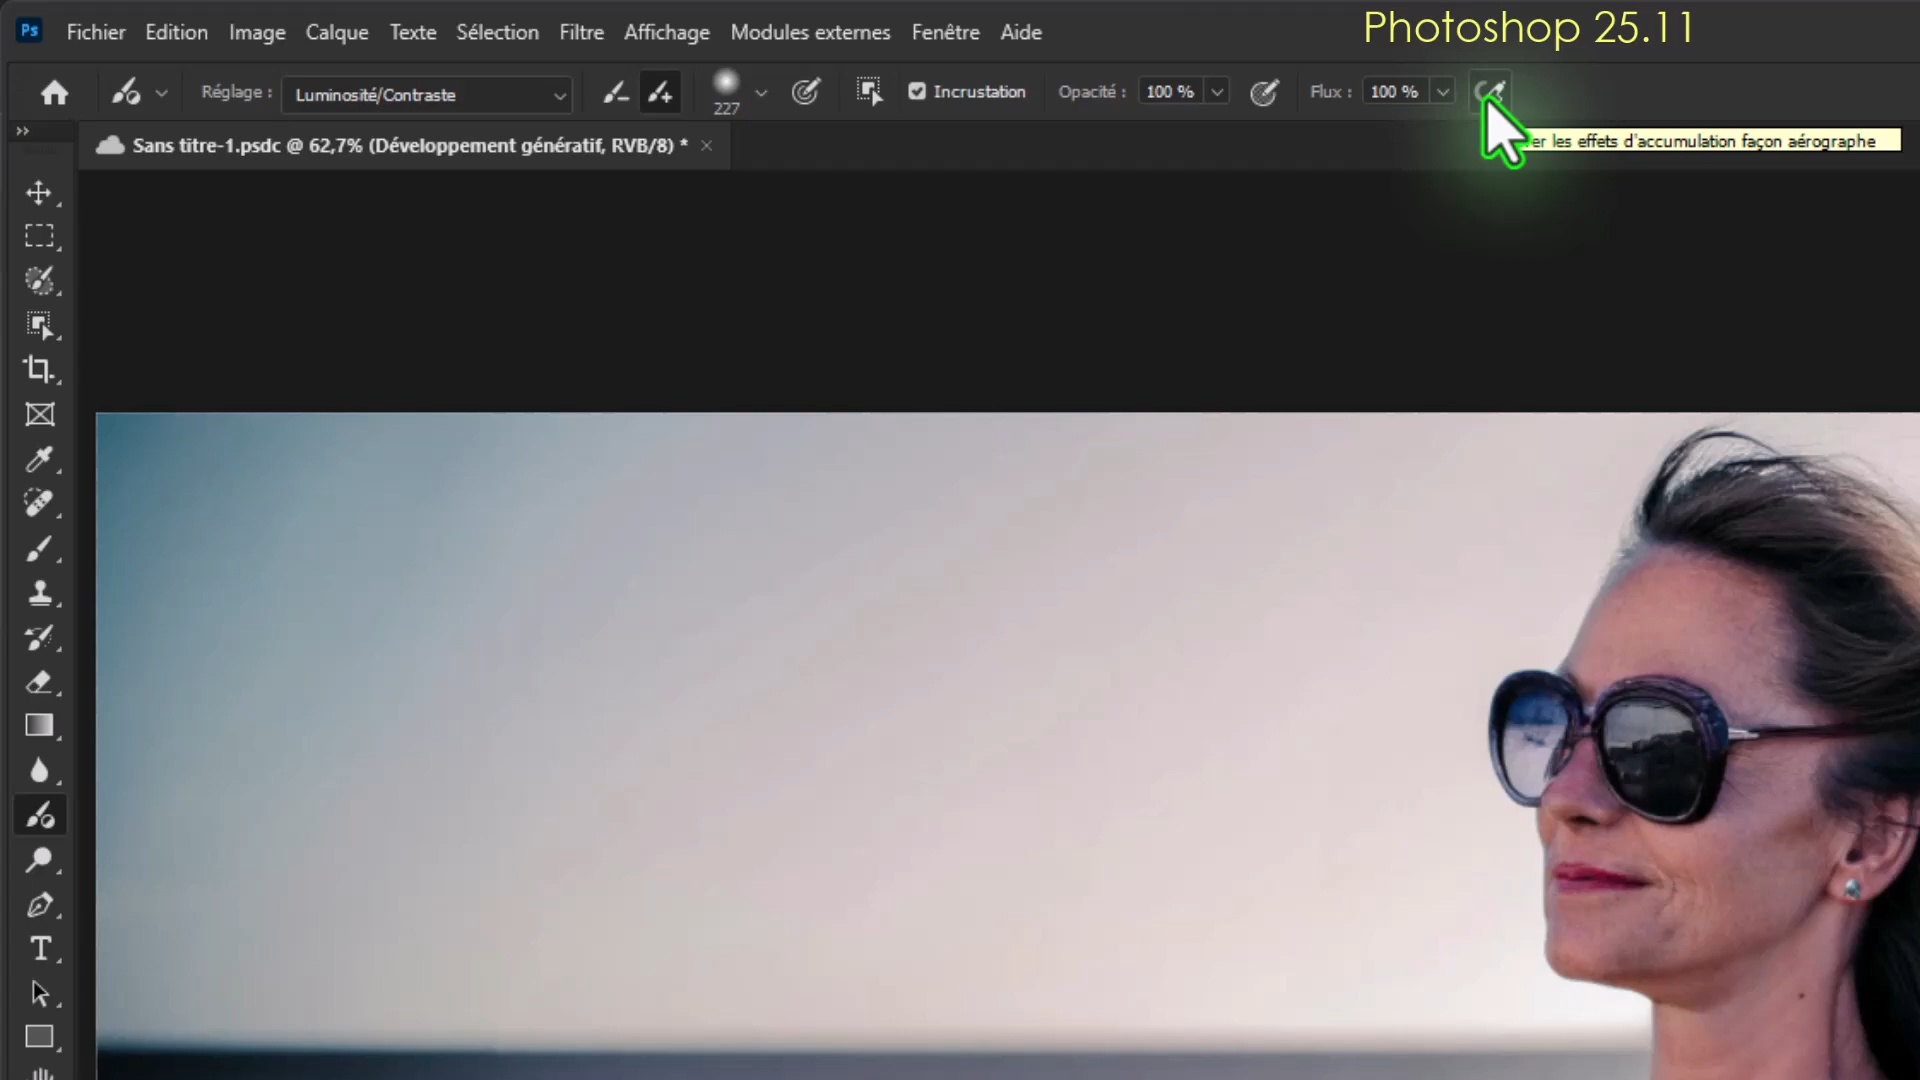 Photoshop 25.11
Ps Fichier Edition Image Calque Texte Sélection Filtre Affichage Modules externes Fenêtre Aide
Réglage : Luminosité/Contraste 227 Incrustation Opacité : 100 % Flux : 100 %
les effets d'accumulation façon aérographe
Sans titre-1.psdc @ 62,7% (Développement génératif, RVB/8) *